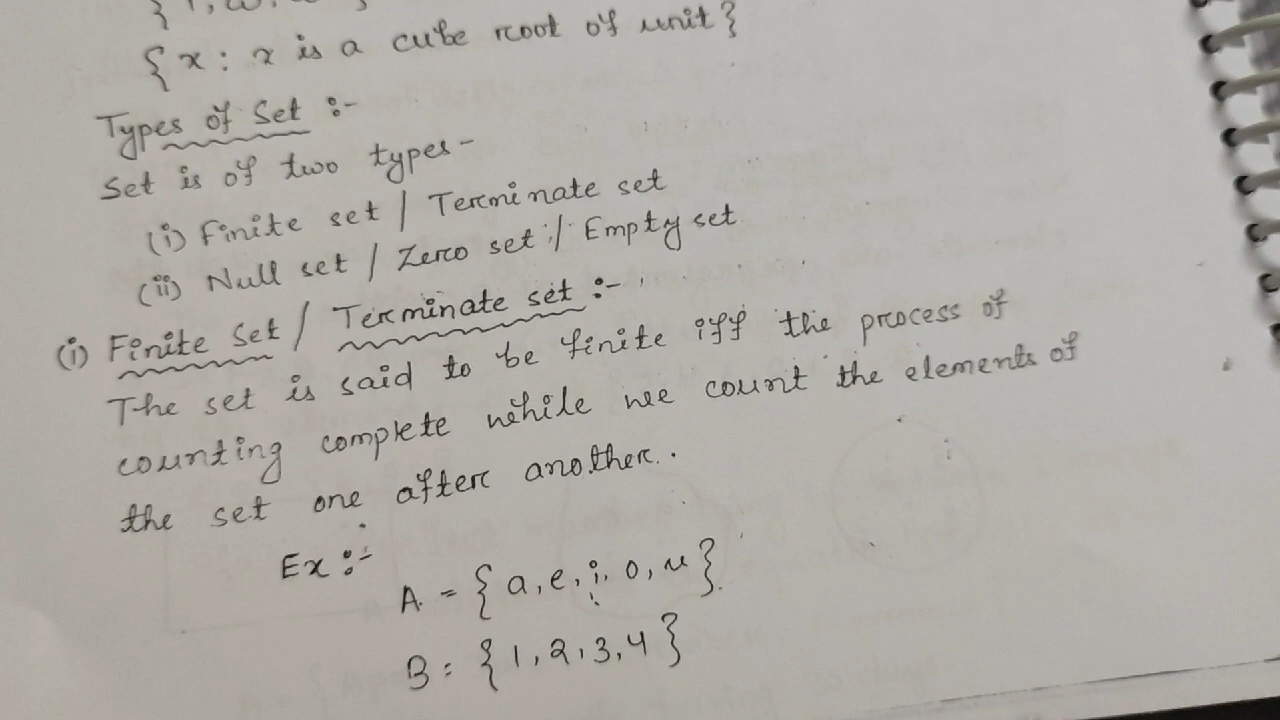 {1, ω,
{x : x is a cube root of unit}
Types of Set :-
Set is of two types-
(i) Finite set / Terminate set
(ii) Null set / Zero set / Empty set
(i) Finite Set / Terminate set :-
The set is said to be finite iff the process of
counting complete while we count the elements of
the set one after another.
Ex :-
A = {a, e, i, o, u}
B = {1, 2, 3, 4}